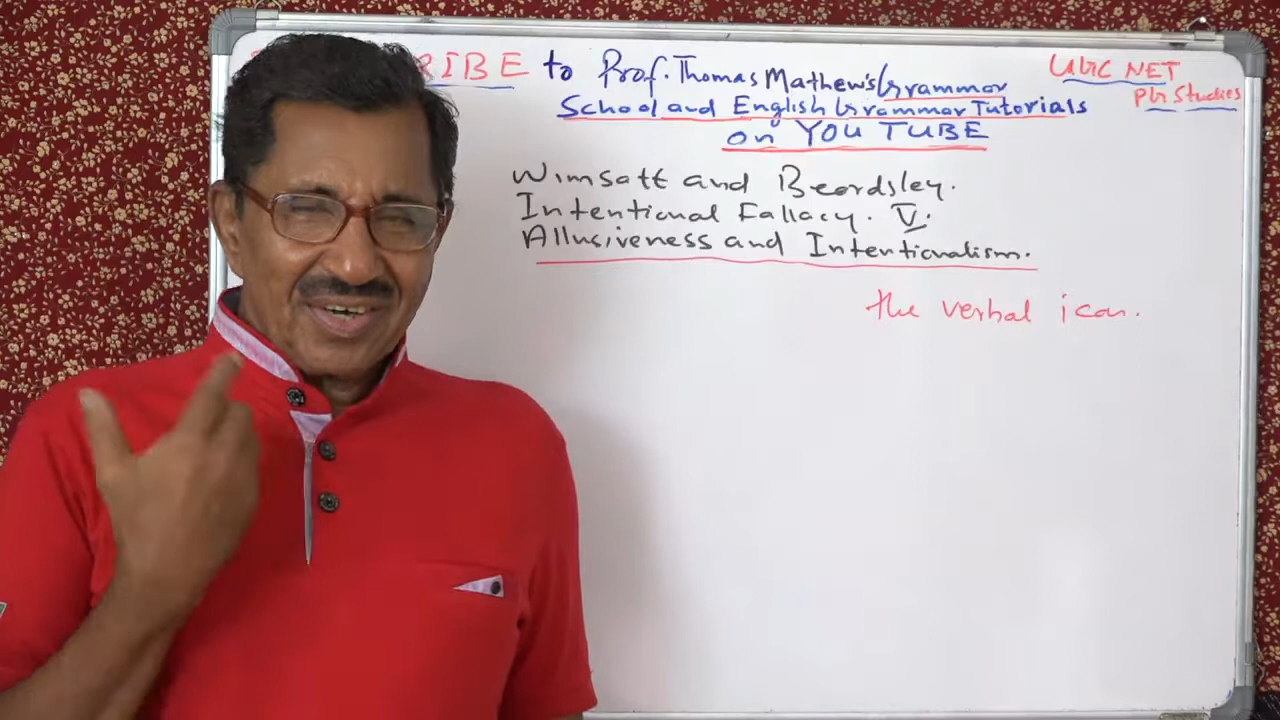 RIBE to Prof. Thomas Mathew's Grammar
School and English Grammar Tutorials
on YOU TUBE
UGC NET
PG Studies
Wimsatt and Beardsley.
Intentional Fallacy. V.
Allusiveness and Intentionalism.
the verbal icon.